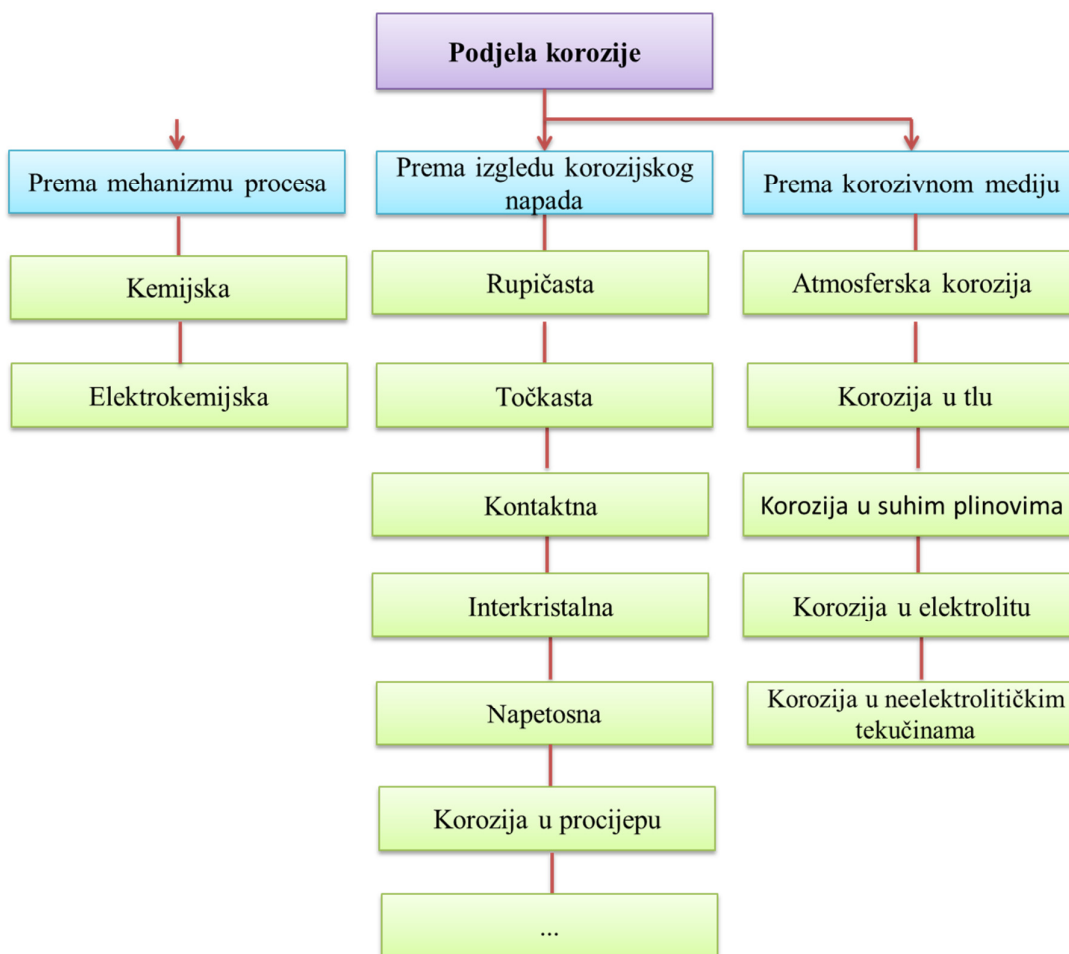 Podjela korozije
Prema mehanizmu procesa
Kemijska
Elektrokemijska
Prema izgledu korozijskog
napada
Rupičasta
Točkasta
Kontaktna
Interkristalna
Napetosna
Korozija u procijepu
...
Prema korozivnom mediju
Atmosferska korozija
Korozija u tlu
Korozija u suhim plinovima
Korozija u elektrolitu
Korozija u neelektrolitičkim
tekučinama